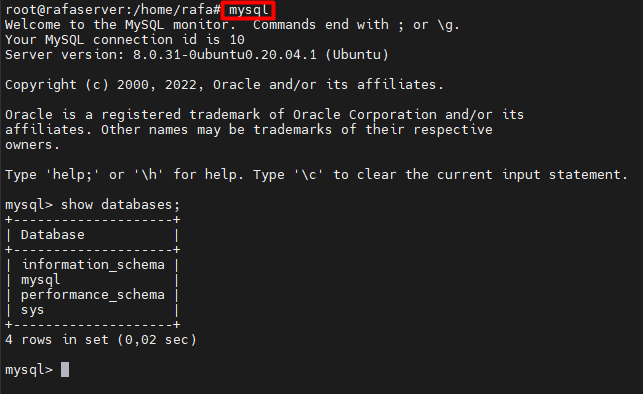 root@rafaserver:/home/rafa# mysql
Welcome to the MySQL monitor.  Commands end with ; or \g.
Your MySQL connection id is 10
Server version: 8.0.31-0ubuntu0.20.04.1 (Ubuntu)
Copyright (c) 2000, 2022, Oracle and/or its affiliates.
Oracle is a registered trademark of Oracle Corporation and/or its
affiliates. Other names may be trademarks of their respective
owners.
Type 'help;' or '\h' for help. Type '\c' to clear the current input statement.
mysql> show databases;
+--------------------+
| Database           |
+--------------------+
| information_schema |
| mysql              |
| performance_schema |
| sys                |
+--------------------+
4 rows in set (0,02 sec)
mysql>